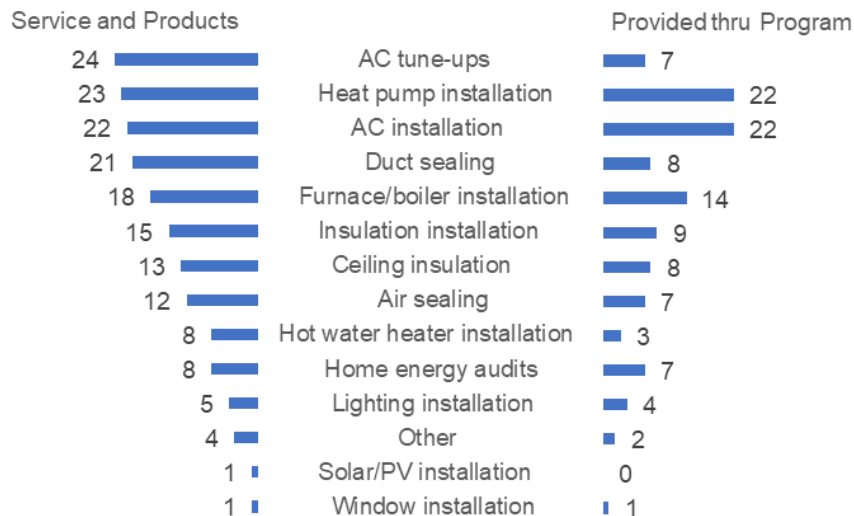 Service and Products Provided thru Program
24 AC tune-ups 7
23 Heat pump installation 22
22 AC installation 22
21 Duct sealing 8
18 Furnace/boiler installation 14
15 Insulation installation 9
13 Ceiling insulation 8
12 Air sealing 7
8 Hot water heater installation 3
8 Home energy audits 7
5 Lighting installation 4
4 Other 2
1 Solar/PV installation 0
1 Window installation 1